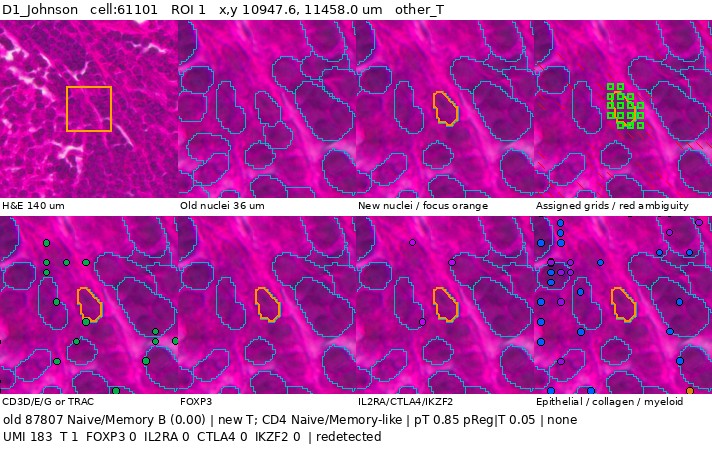 D1_Johnson   cell:61101   ROI 1   x,y 10947.6, 11458.0 um   other_T
H&E 140 um
Old nuclei 36 um
New nuclei / focus orange
Assigned grids / red ambiguity
CD3D/E/G or TRAC
FOXP3
IL2RA/CTLA4/IKZF2
Epithelial / collagen / myeloid
old 87807 Naive/Memory B (0.00) | new T; CD4 Naive/Memory-like | pT 0.85 pReg|T 0.05 | none
UMI 183  T 1  FOXP3 0  IL2RA 0  CTLA4 0  IKZF2 0  | redetected